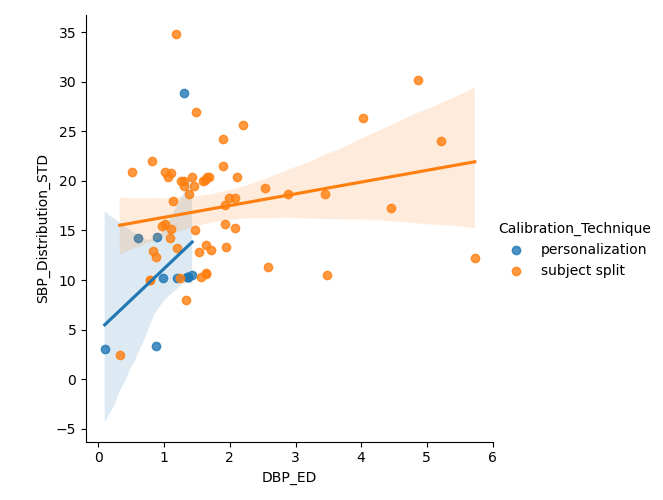 35
30
25
20
15
10
5
0
−5
SBP_Distribution_STD
0 1 2 3 4 5 6
DBP_ED
Calibration_Technique
personalization
subject split